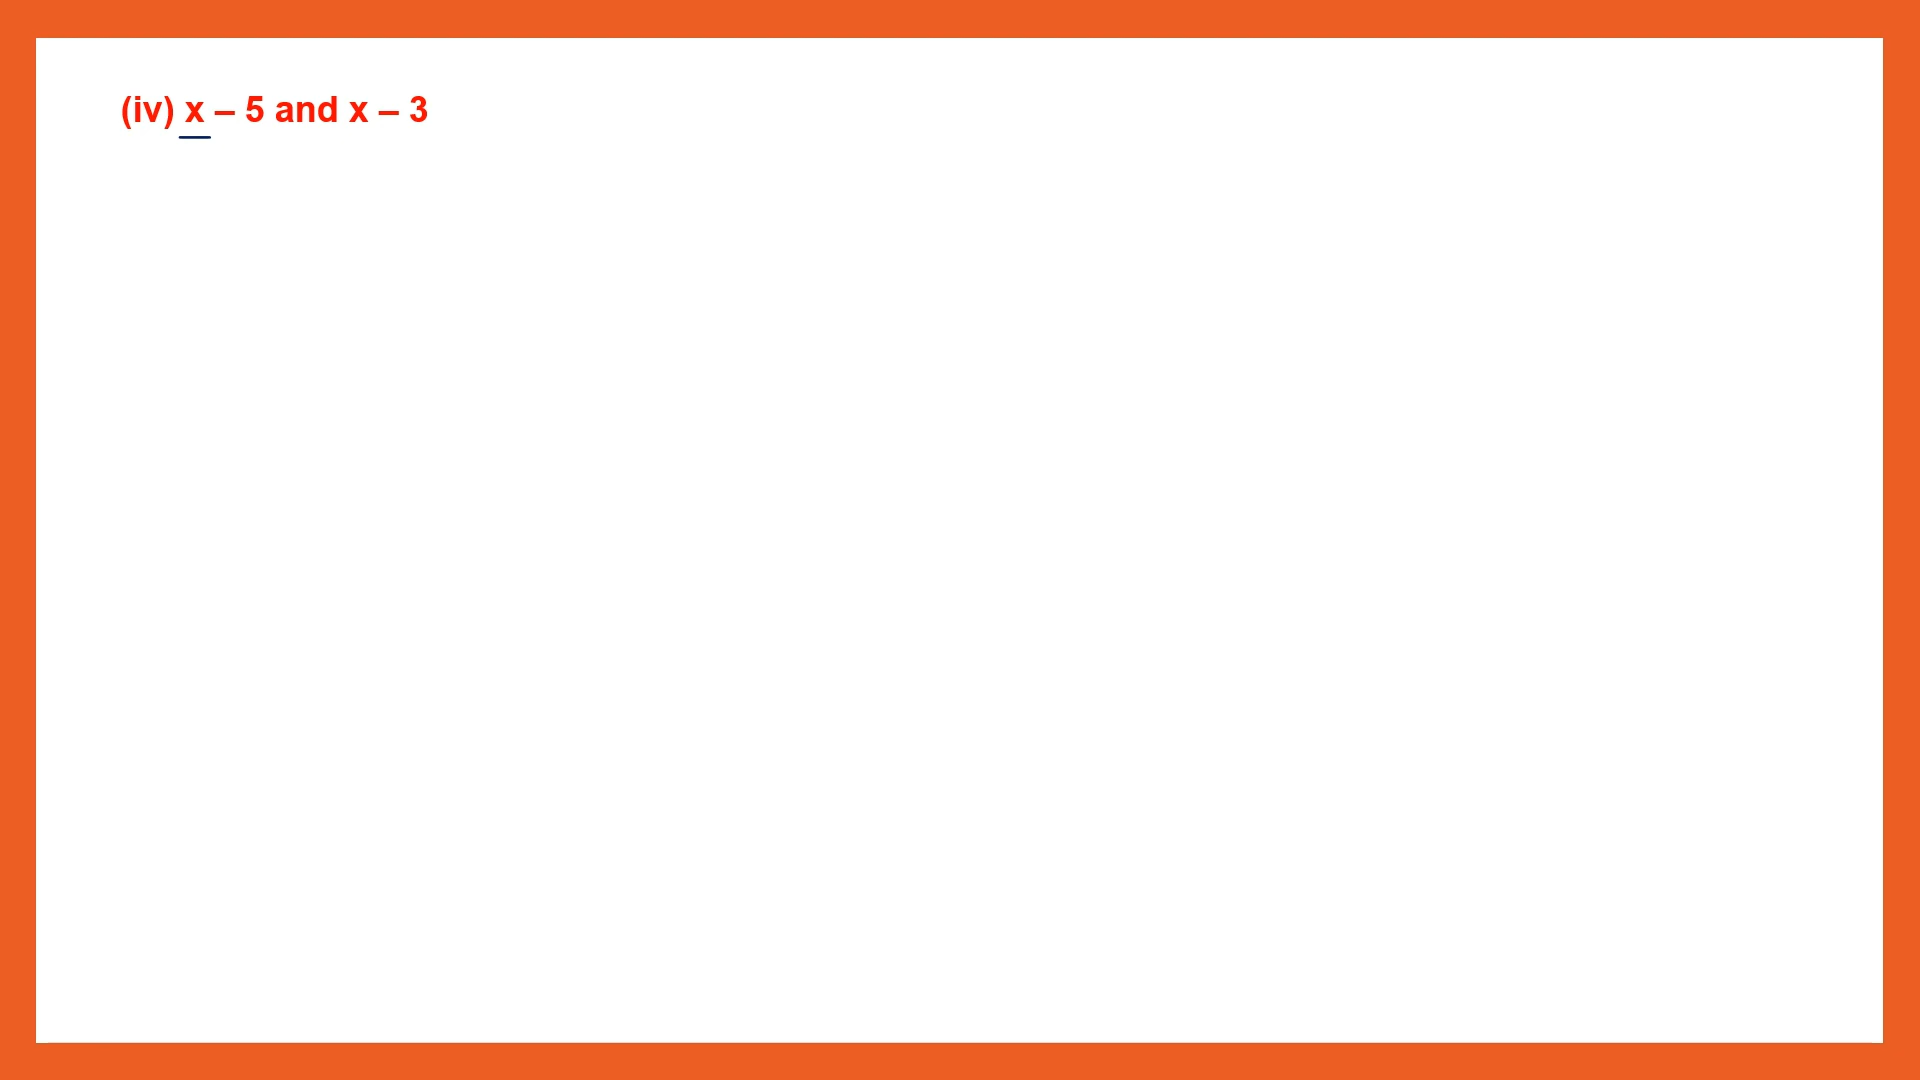 (iv) x – 5 and x – 3